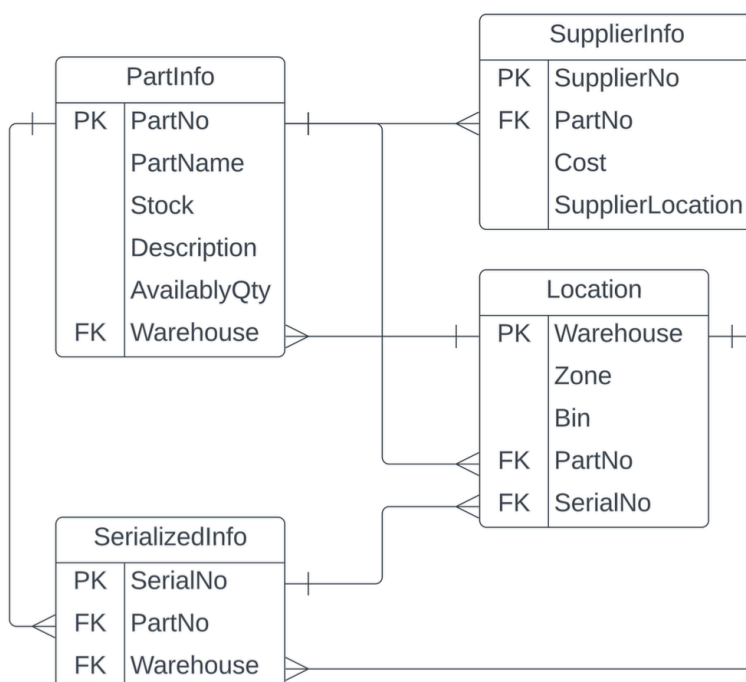 PartInfo
PK PartNo
PartName
Stock
Description
AvailablyQty
FK Warehouse
SupplierInfo
PK SupplierNo
FK PartNo
Cost
SupplierLocation
Location
PK Warehouse
Zone
Bin
FK PartNo
FK SerialNo
SerializedInfo
PK SerialNo
FK PartNo
FK Warehouse